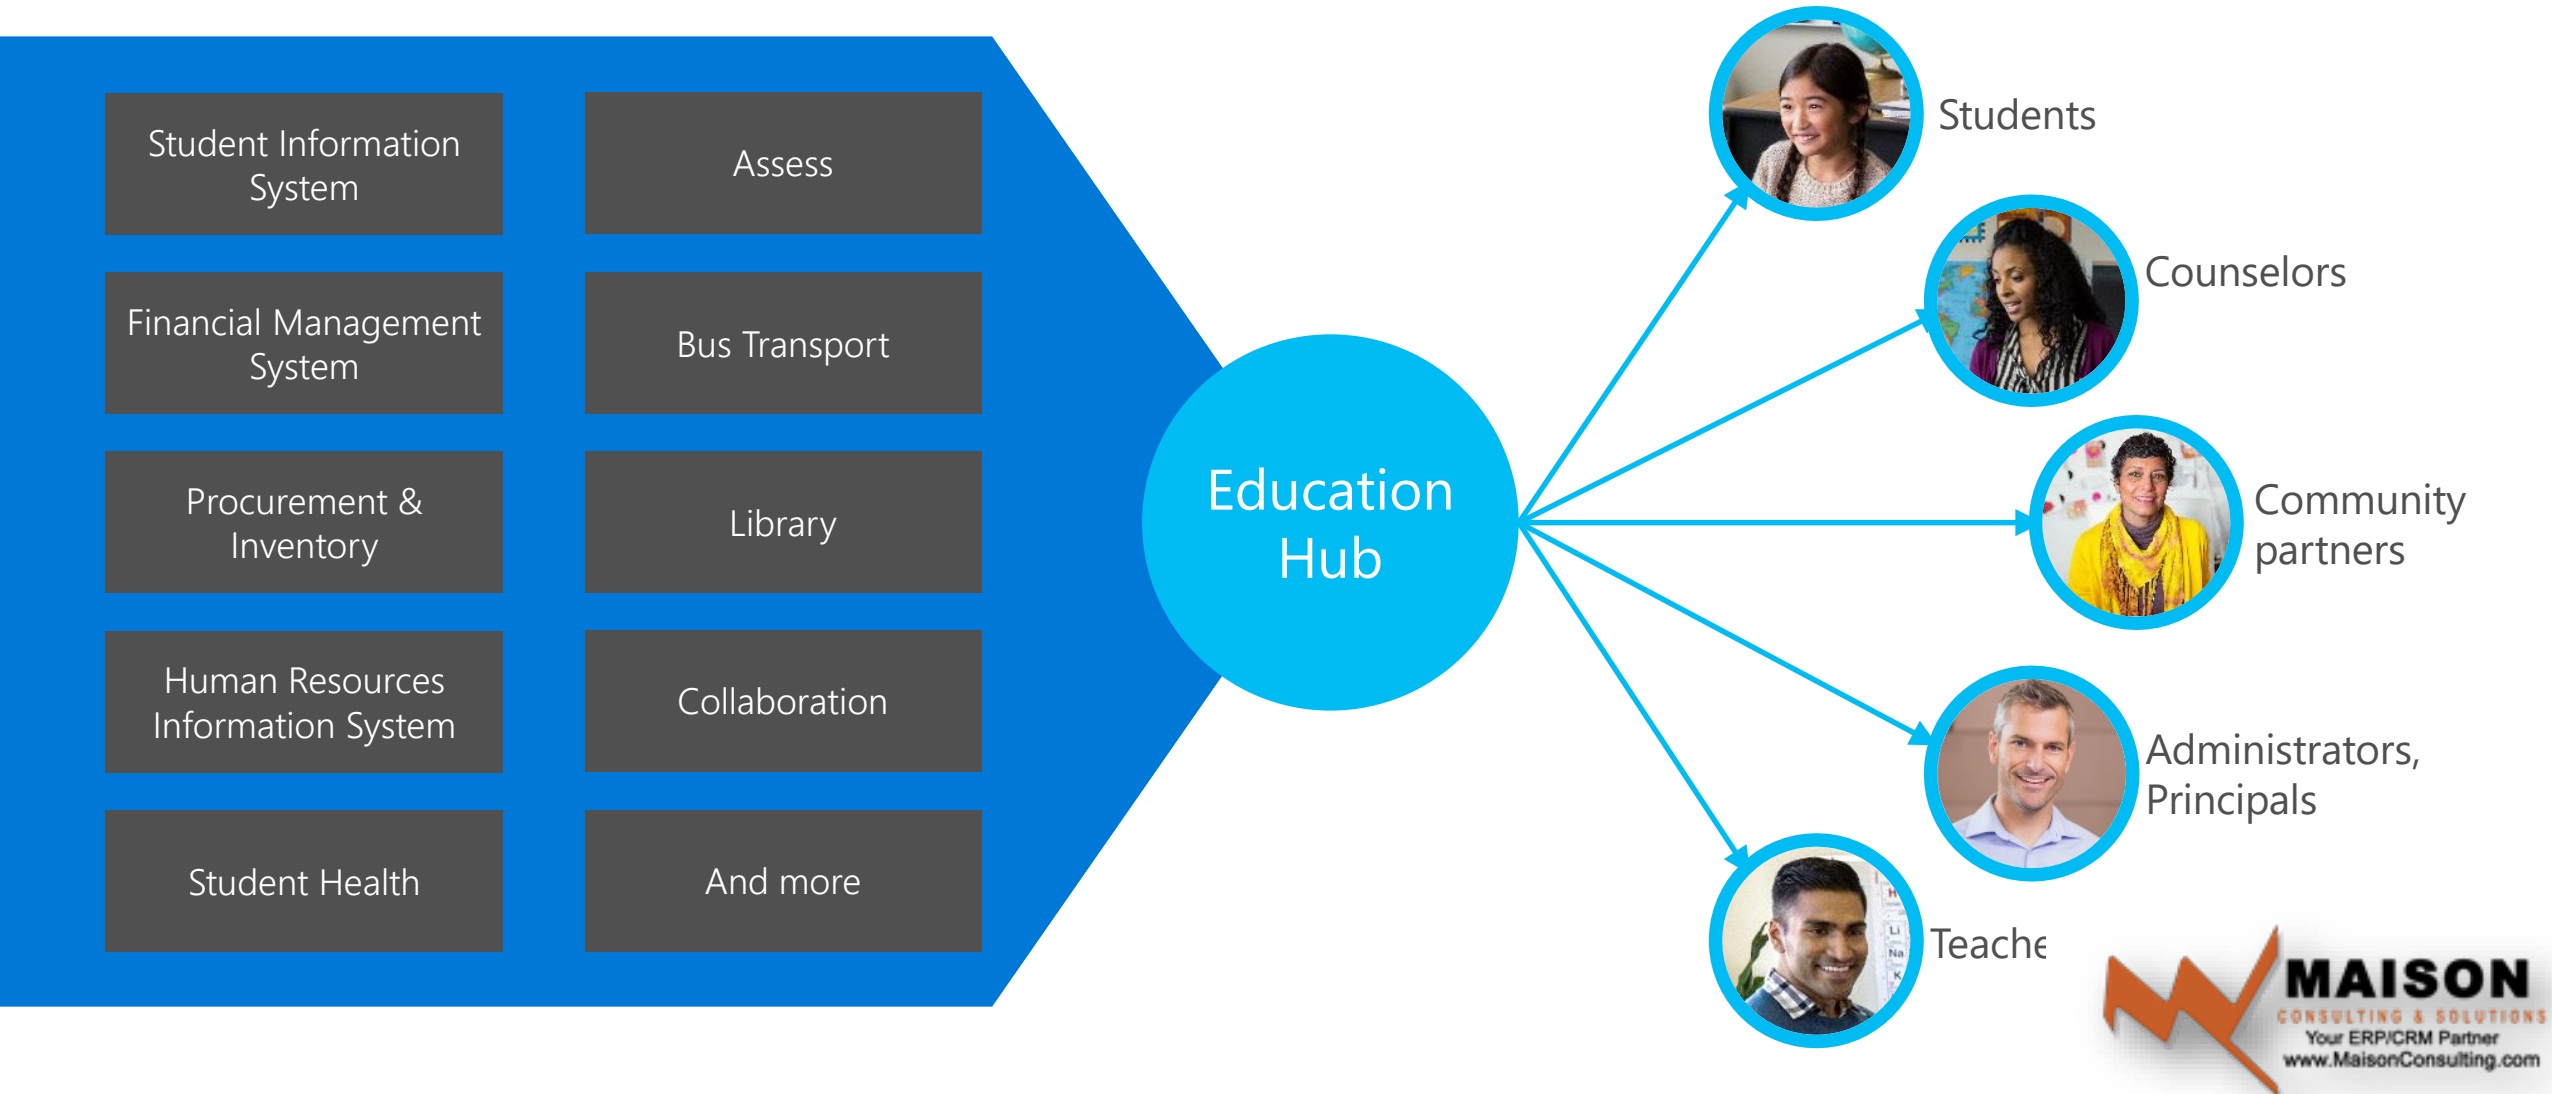 Student Information
System
Assess
Financial Management
System
Bus Transport
Procurement &
Inventory
Library
Human Resources
Information System
Collaboration
Student Health
And more
Education
Hub
Students
Counselors
Community
partners
Administrators,
Principals
Teache
H
Li
Na
K
MAISON
CONSULTING & SOLUTIONS
Your ERP/CRM Partner
www.MaisonConsulting.com